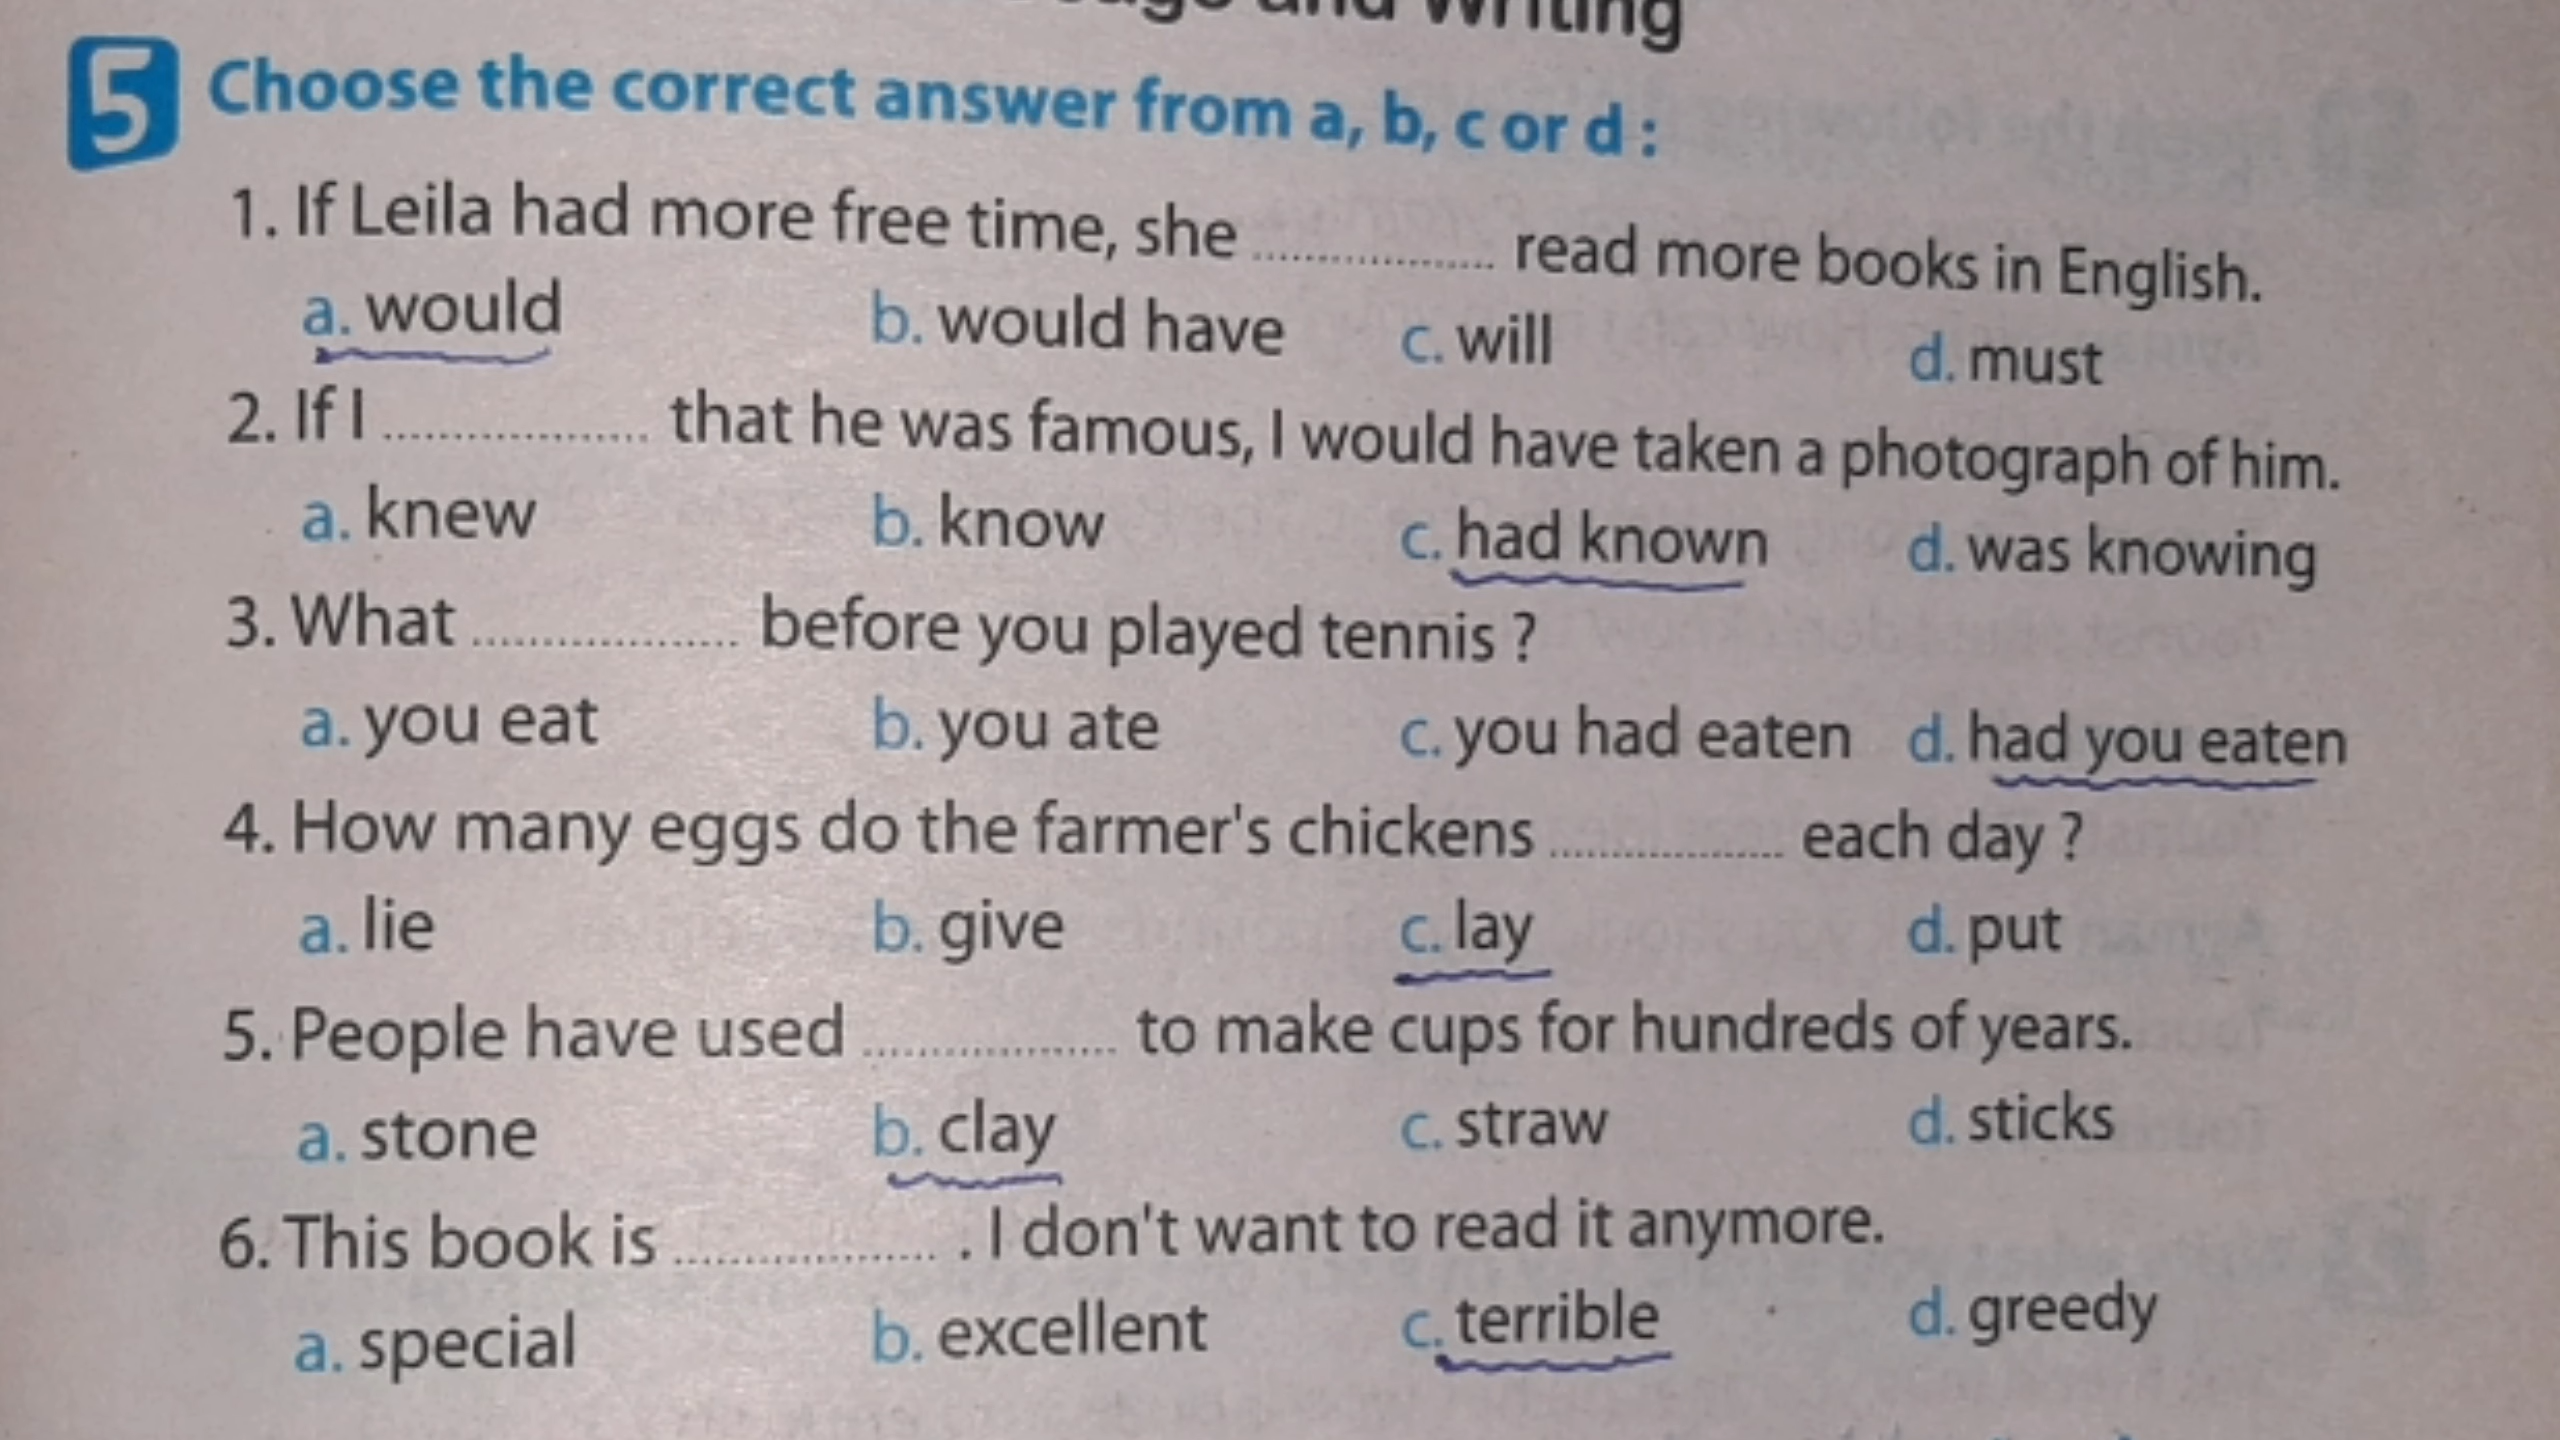 and Writing
5 Choose the correct answer from a, b, c or d :
1. If Leila had more free time, she ................. read more books in English.
a. would b. would have c. will d. must
2. If I ................... that he was famous, I would have taken a photograph of him.
a. knew b. know c. had known d. was knowing
3. What ................... before you played tennis ?
a. you eat b. you ate c. you had eaten d. had you eaten
4. How many eggs do the farmer's chickens ................. each day ?
a. lie b. give c. lay d. put
5. People have used .................. to make cups for hundreds of years.
a. stone b. clay c. straw d. sticks
6. This book is ................... . I don't want to read it anymore.
a. special b. excellent c. terrible d. greedy